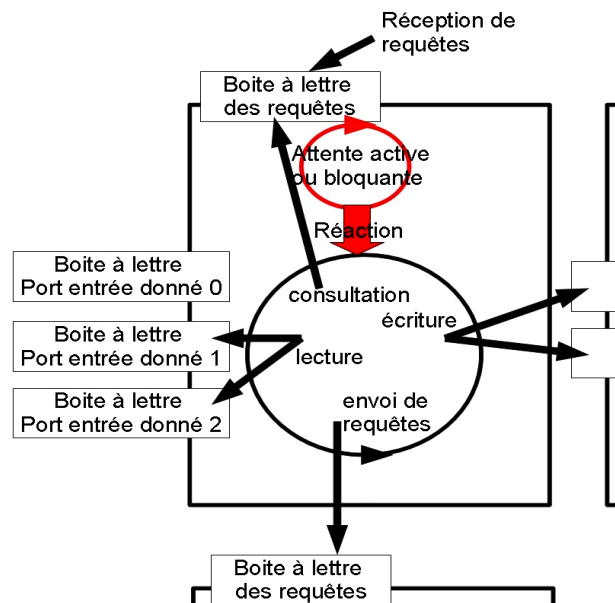 Réception de
requêtes
Boite à lettre
des requêtes
Attente active
ou bloquante
Réaction
Boite à lettre
Port entrée donné 0
consultation
écriture
Boite à lettre
Port entrée donné 1
lecture
Boite à lettre
Port entrée donné 2
envoi de
requêtes
Boite à lettre
des requêtes